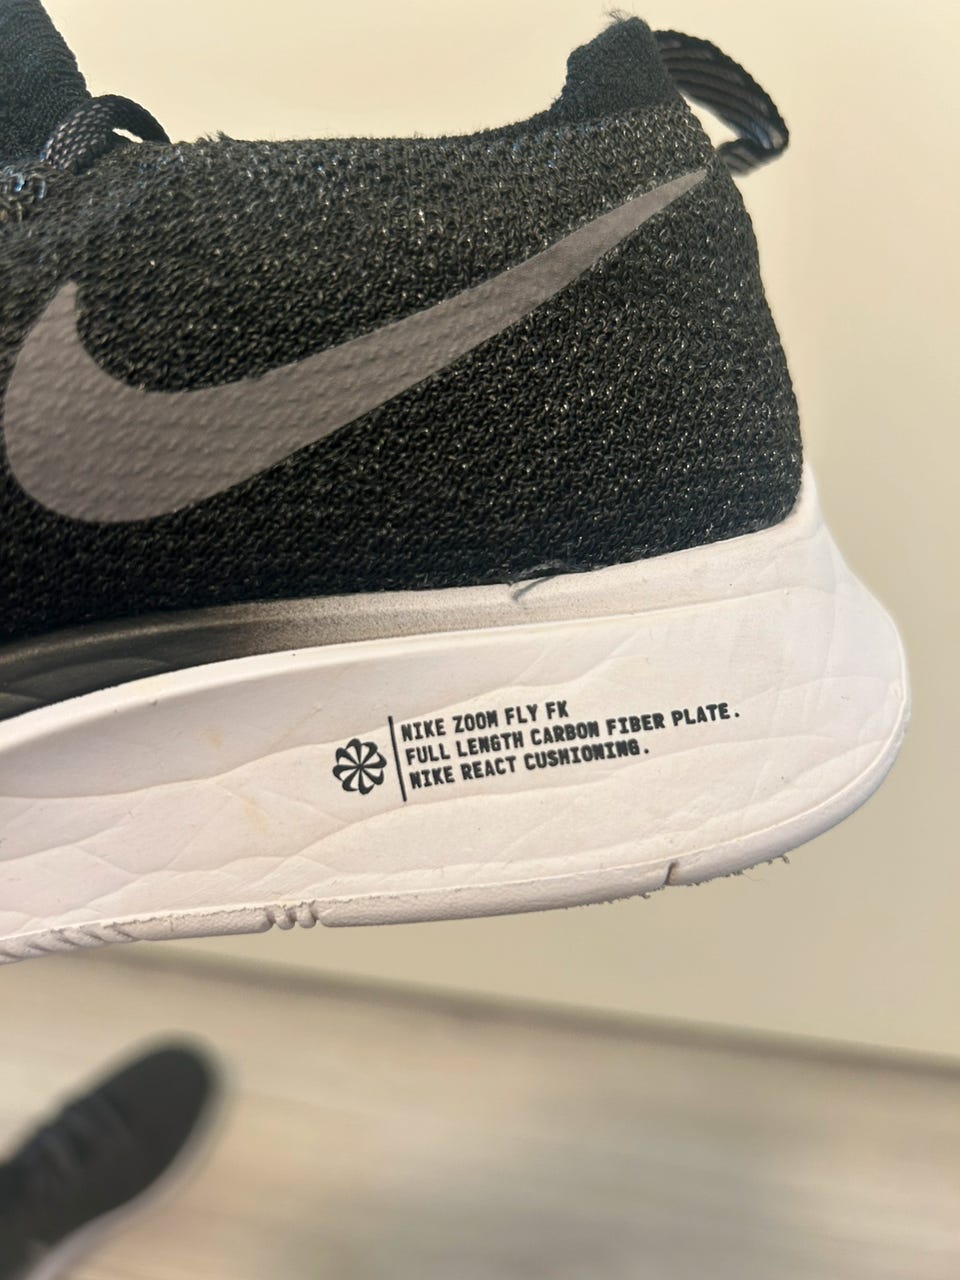 NIKE ZOOM FLY FK
FULL LENGTH CARBON FIBER PLATE.
NIKE REACT CUSHIONING.